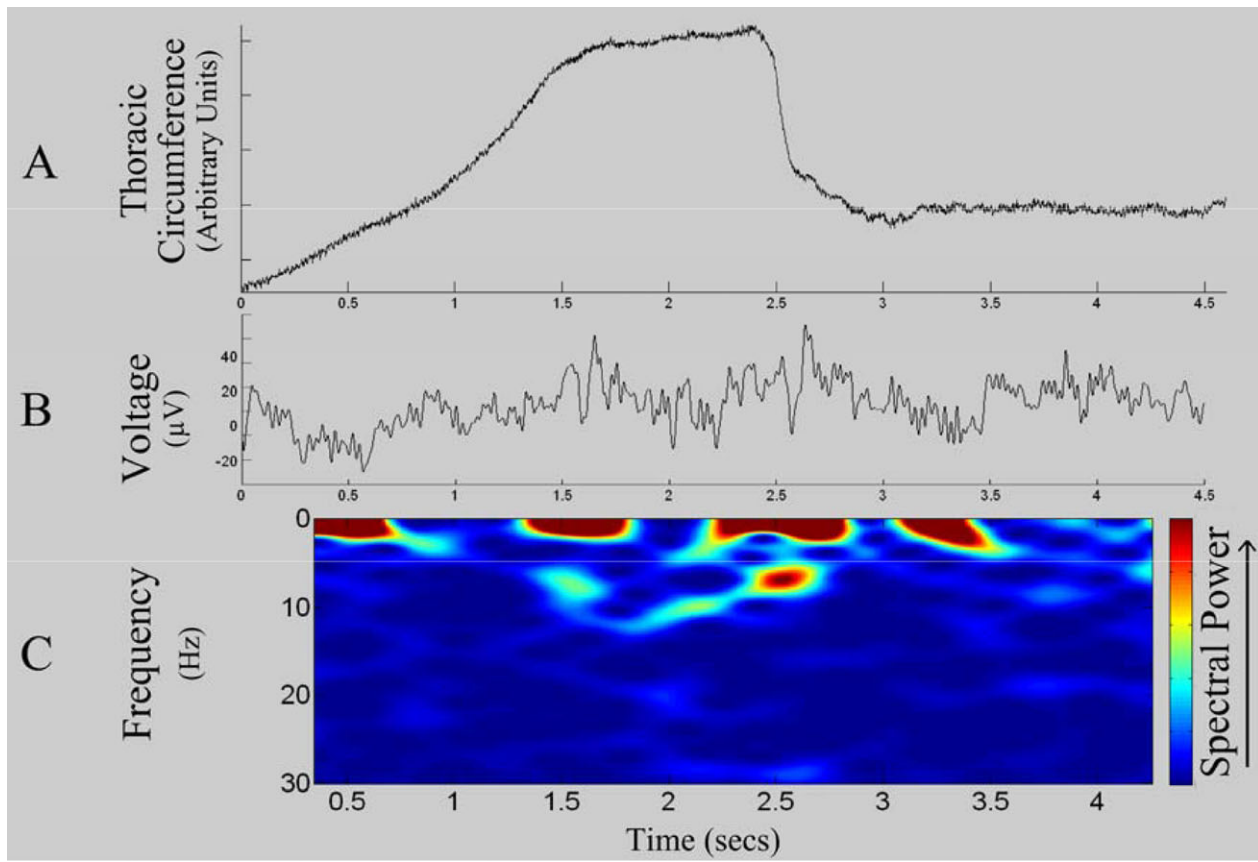 A
Thoracic
Circumference
(Arbitrary Units)
0 0.5 1 1.5 2 2.5 3 3.5 4 4.5
B
Voltage
(μV)
40
20
0
-20
0 0.5 1 1.5 2 2.5 3 3.5 4 4.5
C
Frequency
(Hz)
0
10
20
30
0.5 1 1.5 2 2.5 3 3.5 4
Time (secs)
Spectral Power